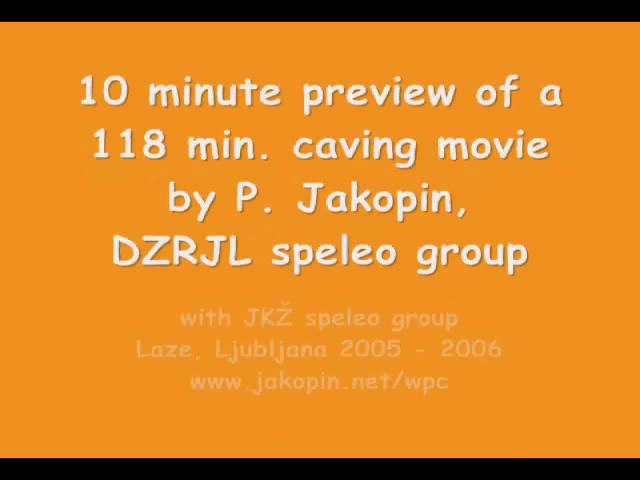 10 minute preview of a
118 min. caving movie
by P. Jakopin,
DZRJL speleo group
with JKŽ speleo group
Laze, Ljubljana 2005 - 2006
www.jakopin.net/wpc